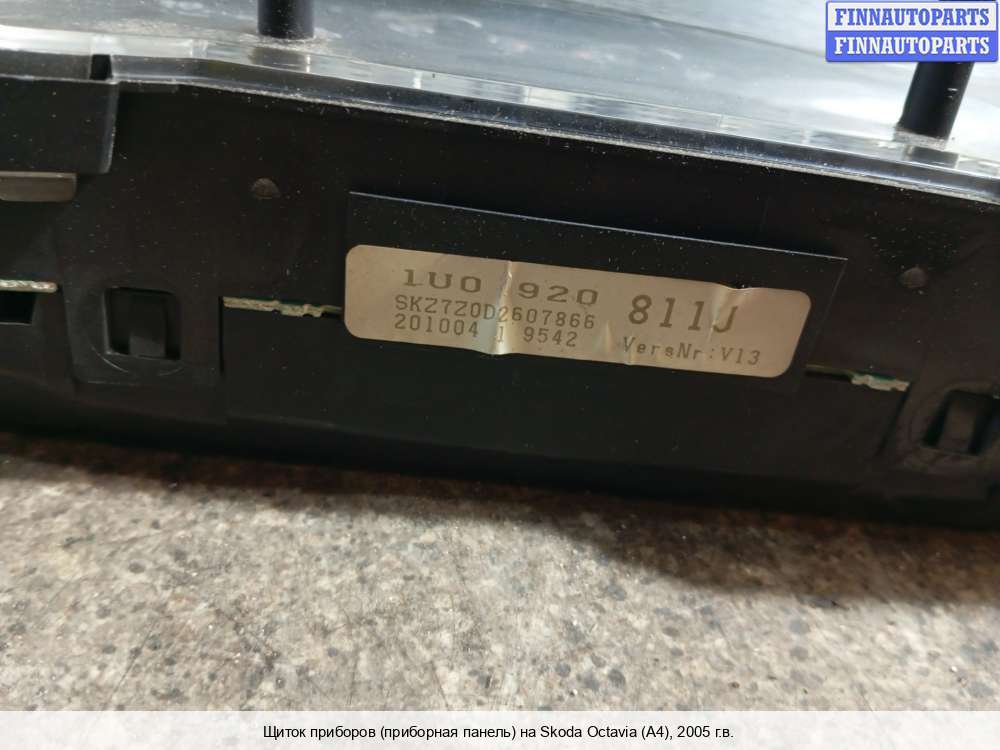 FINNAUTOPARTS
FINNAUTOPARTS
1U0 920 811J
SKZ7Z0D2607866
201004 1 9542 VersNr:V13
Щиток приборов (приборная панель) на Skoda Octavia (A4), 2005 г.в.